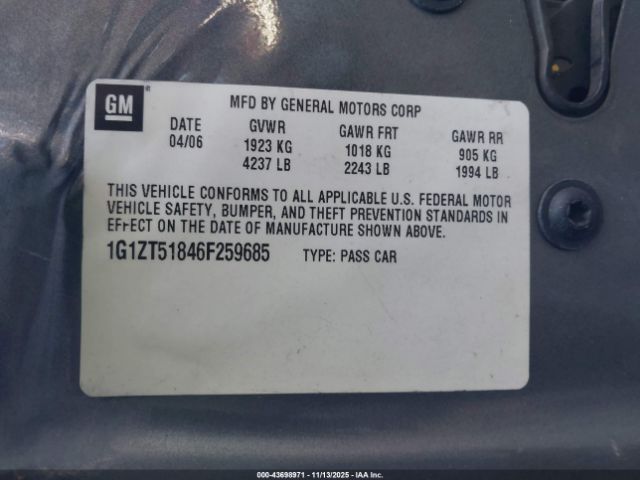 GM
MFD BY GENERAL MOTORS CORP
DATE GVWR GAWR FRT GAWR RR
04/06 1923 KG 1018 KG 905 KG
4237 LB 2243 LB 1994 LB
THIS VEHICLE CONFORMS TO ALL APPLICABLE U.S. FEDERAL MOTOR
VEHICLE SAFETY, BUMPER, AND THEFT PREVENTION STANDARDS IN
EFFECT ON THE DATE OF MANUFACTURE SHOWN ABOVE.
1G1ZT51846F259685 TYPE: PASS CAR
000-43698971 - 11/13/2025 - IAAI.com - Copyright IAA, Inc.